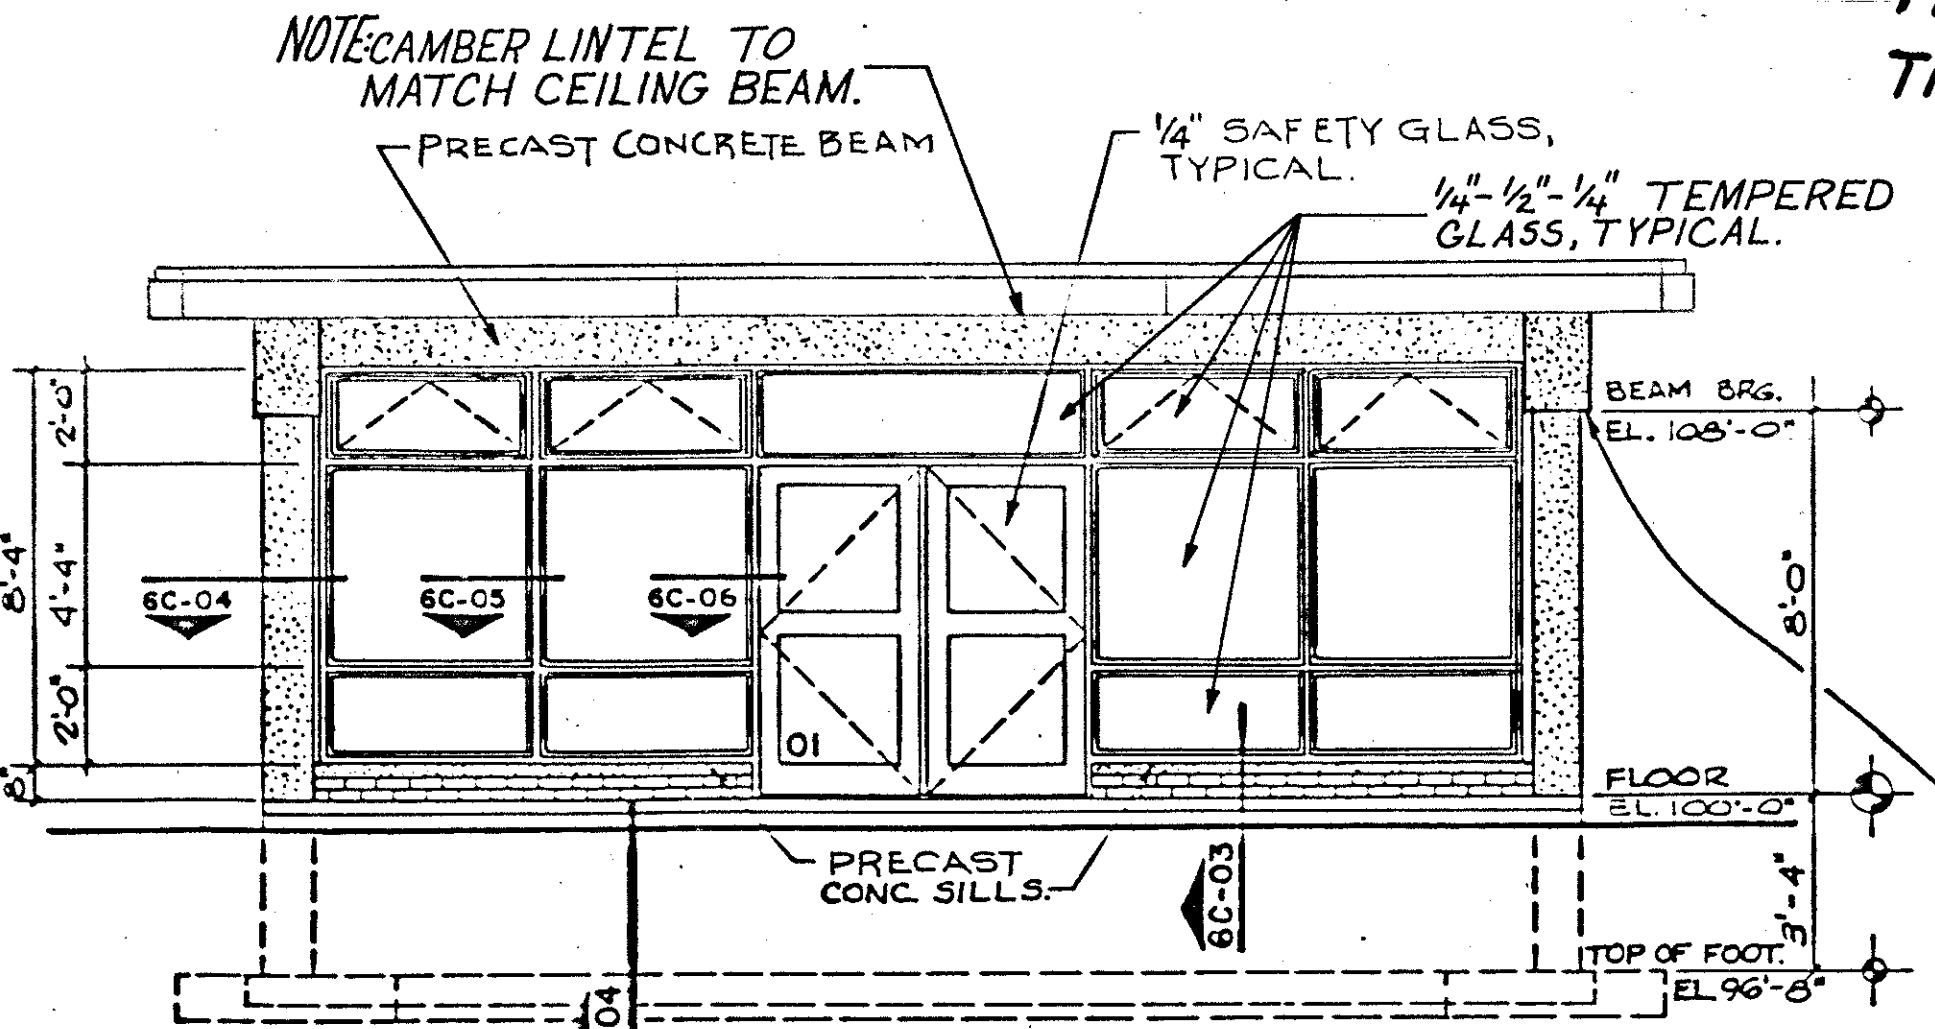 NOTE: CAMBER LINTEL TO
MATCH CEILING BEAM.
PRECAST CONCRETE BEAM
1/4" SAFETY GLASS,
TYPICAL.
1/4"-1/2"-1/4" TEMPERED
GLASS, TYPICAL.
BEAM BRG.
EL. 108'-0"
2'-0"
8'-4"
4'-4"
2'-0"
8"
6C-04
6C-05
6C-06
01
8'-0"
FLOOR
EL. 100'-0"
PRECAST
CONC. SILLS.
6C-03
3'-4"
TOP OF FOOT.
EL 96'-8"
04